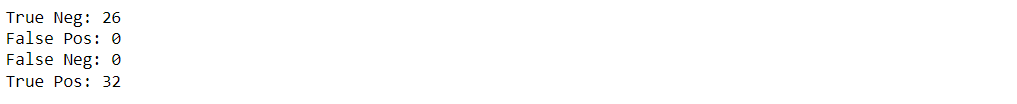 True Neg: 26
False Pos: 0
False Neg: 0
True Pos: 32